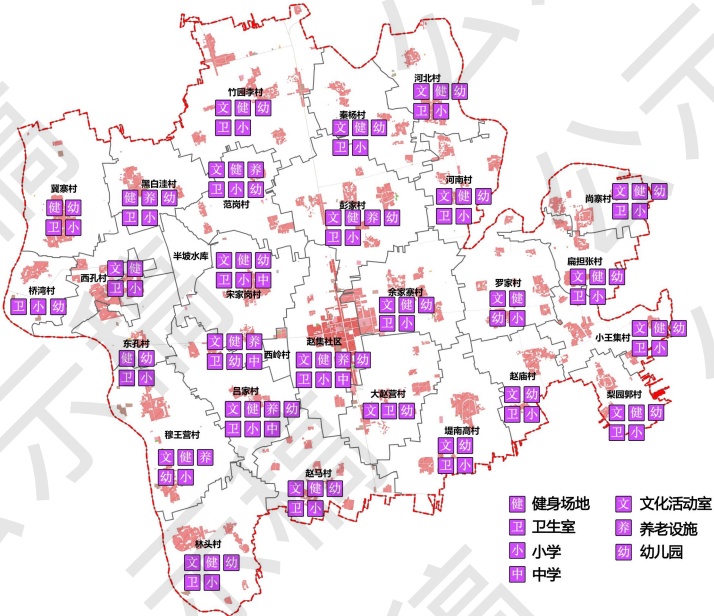 河北村
文 健 幼
卫 小
竹园李村
文 健 幼
卫 小
秦杨村
文 健 幼
卫 小
文 健 养
卫 小 幼
范岗村
河南村
文 健 幼
卫 小
冀寨村
健 幼
卫 小
黑白洼村
健 养 幼
卫 小
尚寨村
文 健 幼
卫 小
彭家村
文 健 养 幼
卫 小
半坡水库
文 健 幼
卫 小 中
宋家岗村
西孔村
文 健
卫 小
扁担张村
文 健 幼
卫 小
桥湾村
卫 小 幼
余家寨村
文 健 幼
卫 小
罗家村
文 健
幼 小
小王集村
文 健 幼
卫 小
东孔村
健 幼
卫 小
文 健 养
卫 幼 中
西岭村
赵集社区
文 健 养 幼
卫 小 中
赵庙村
文 幼
卫 小
大赵营村
文 卫 幼
吕家村
文 健 养 幼
卫 小 中
梨园郭村
文 健 幼
卫 小
堤南高村
文 幼
卫 小
穆王营村
文 健 养
幼 小
赵马村
文 健 幼
卫 小
林头村
文 健 幼
卫 小
健 健身场地
文 文化活动室
卫 卫生室
养 养老设施
小 小学
幼 幼儿园
中 中学